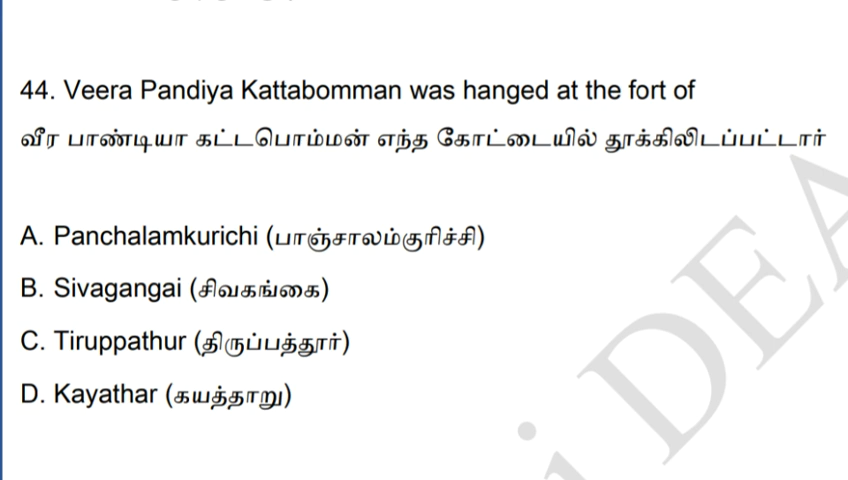 44. Veera Pandiya Kattabomman was hanged at the fort of
வீர பாண்டியா கட்டபொம்மன் எந்த கோட்டையில் தூக்கிலிடப்பட்டார்
A. Panchalamkurichi (பாஞ்சாலம்குரிச்சி)
B. Sivagangai (சிவகங்கை)
C. Tiruppathur (திருப்பத்தூர்)
D. Kayathar (கயத்தாறு)